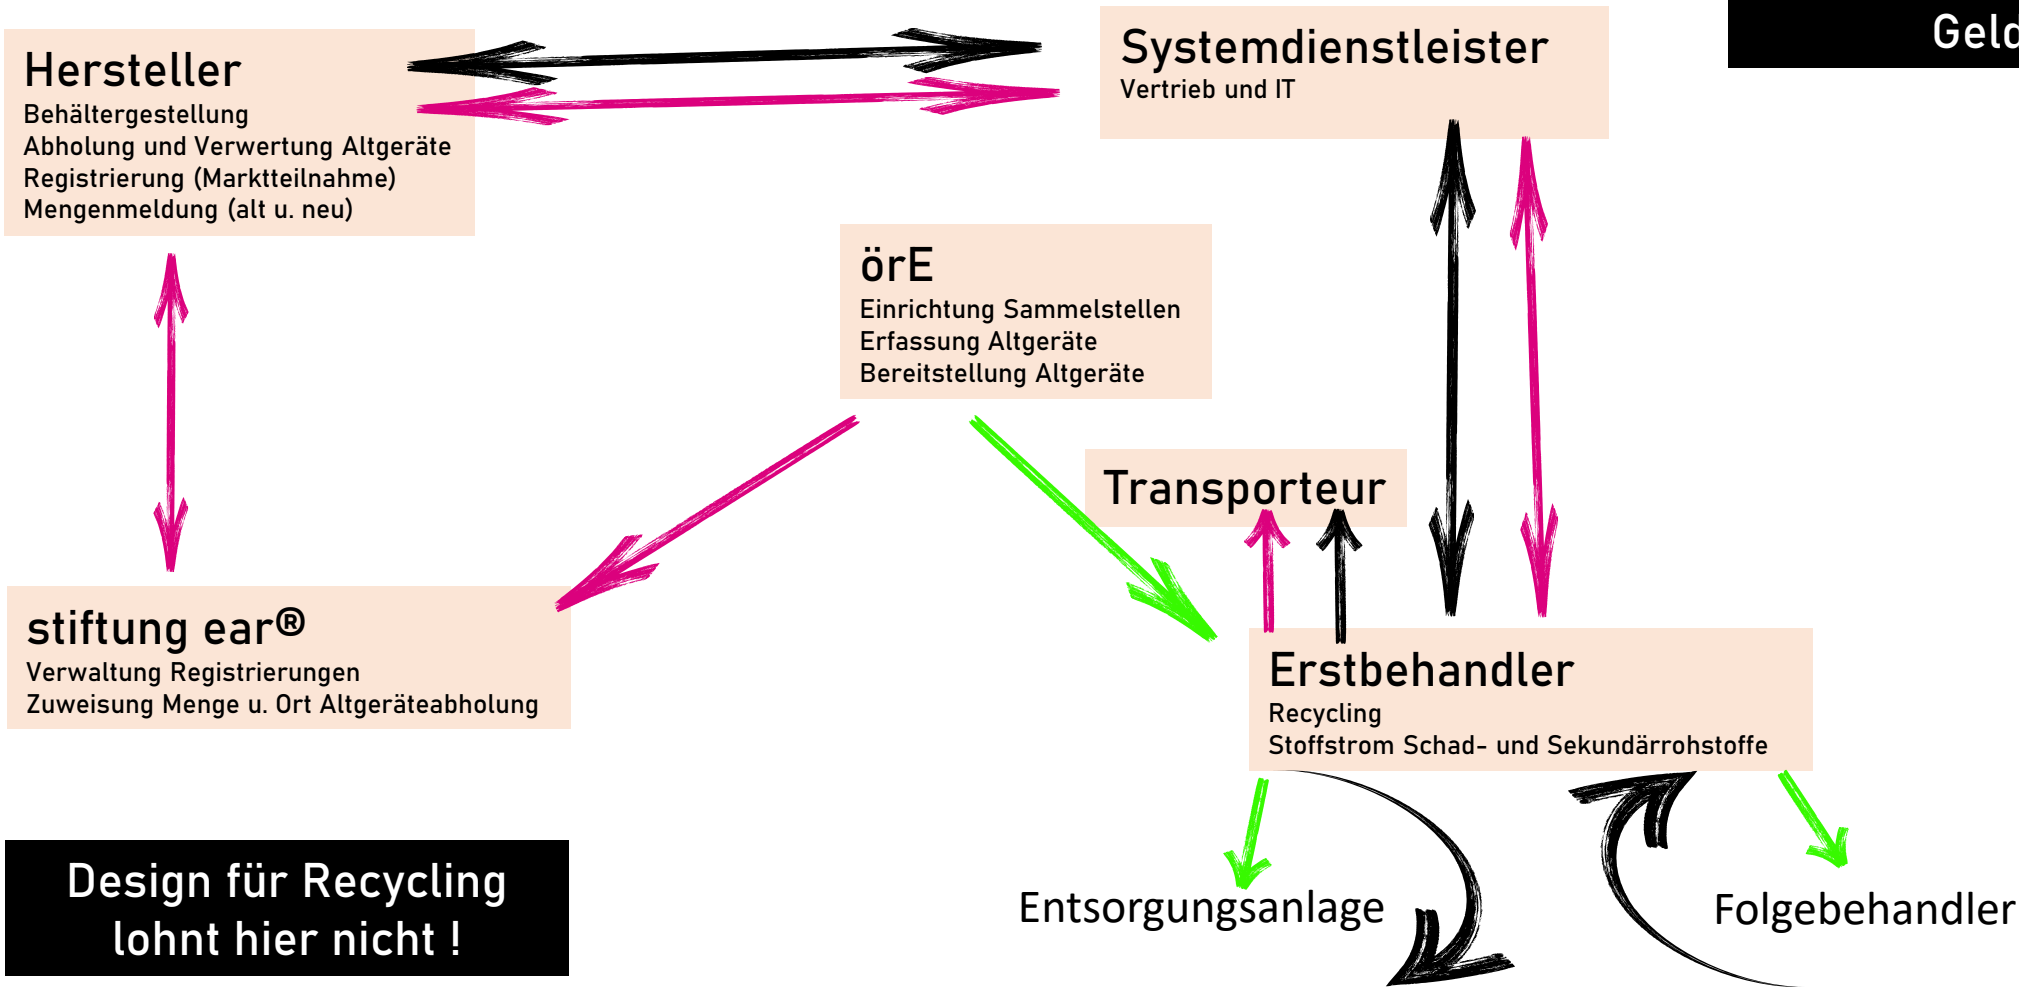 Hersteller
Behältergestellung
Abholung und Verwertung Altgeräte
Registrierung (Marktteilnahme)
Mengenmeldung (alt u. neu)
Systemdienstleister
Vertrieb und IT
örE
Einrichtung Sammelstellen
Erfassung Altgeräte
Bereitstellung Altgeräte
Transporteur
stiftung ear®
Verwaltung Registrierungen
Zuweisung Menge u. Ort Altgeräteabholung
Erstbehandler
Recycling
Stoffstrom Schad- und Sekundärrohstoffe
Entsorgungsanlage
Folgebehandler
Design für Recycling
lohnt hier nicht !